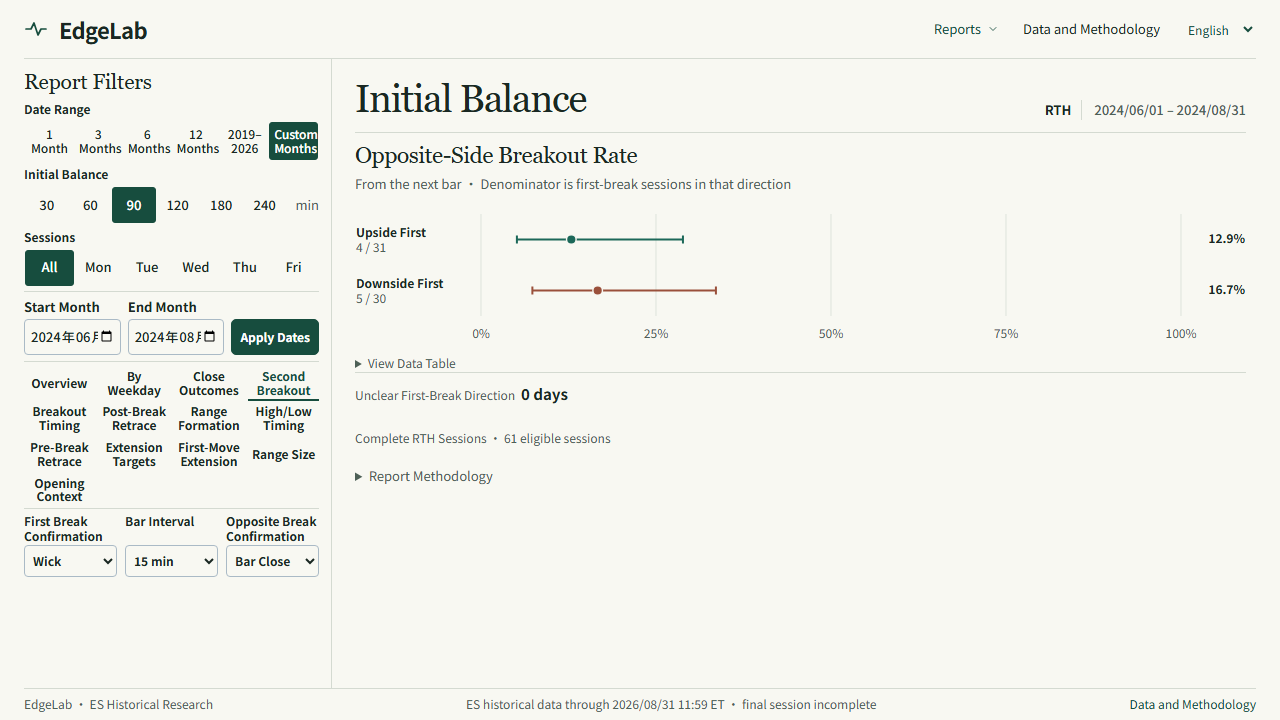 EdgeLab
Reports
Data and Methodology
English
Report Filters
Date Range
1 Month
3 Months
6 Months
12 Months
2019–2026
Custom Months
Initial Balance
30 60 90 120 180 240 min
Sessions
All Mon Tue Wed Thu Fri
Start Month
End Month
2024年06月
2024年08月
Apply Dates
Overview
By Weekday
Close Outcomes
Second Breakout
Breakout Timing
Post-Break Retrace
Range Formation
High/Low Timing
Pre-Break Retrace
Extension Targets
First-Move Extension
Range Size
Opening Context
First Break Confirmation
Bar Interval
Opposite Break Confirmation
Wick
15 min
Bar Close
Initial Balance
RTH
2024/06/01 – 2024/08/31
Opposite-Side Breakout Rate
From the next bar • Denominator is first-break sessions in that direction
Upside First
4 / 31
12.9%
Downside First
5 / 30
16.7%
0% 25% 50% 75% 100%
View Data Table
Unclear First-Break Direction 0 days
Complete RTH Sessions • 61 eligible sessions
Report Methodology
EdgeLab • ES Historical Research
ES historical data through 2026/08/31 11:59 ET • final session incomplete
Data and Methodology